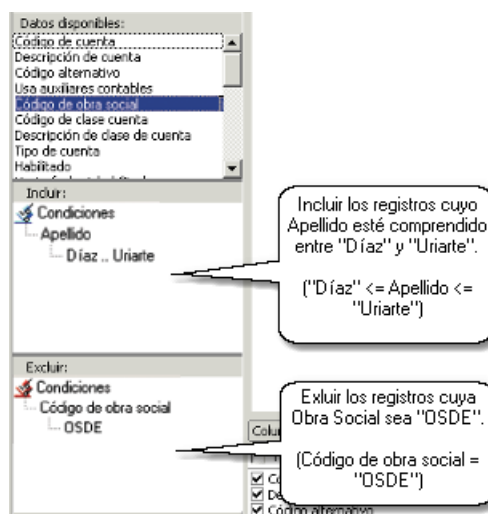 Datos disponibles:
Código de cuenta
Descripción de cuenta
Código alternativo
Usa auxiliares contables
Código de obra social
Código de clase cuenta
Descripción de clase de cuenta
Tipo de cuenta
Habilitado
Incluir:
Condiciones
Apellido
Díaz .. Uriarte
Incluir los registros cuyo
Apellido esté comprendido
entre "Díaz" y "Uriarte".
("Díaz" <= Apellido <=
"Uriarte")
Excluir:
Condiciones
Código de obra social
OSDE
Exluir los registros cuya
Obra Social sea "OSDE".
(Código de obra social =
"OSDE")
Código alternativo